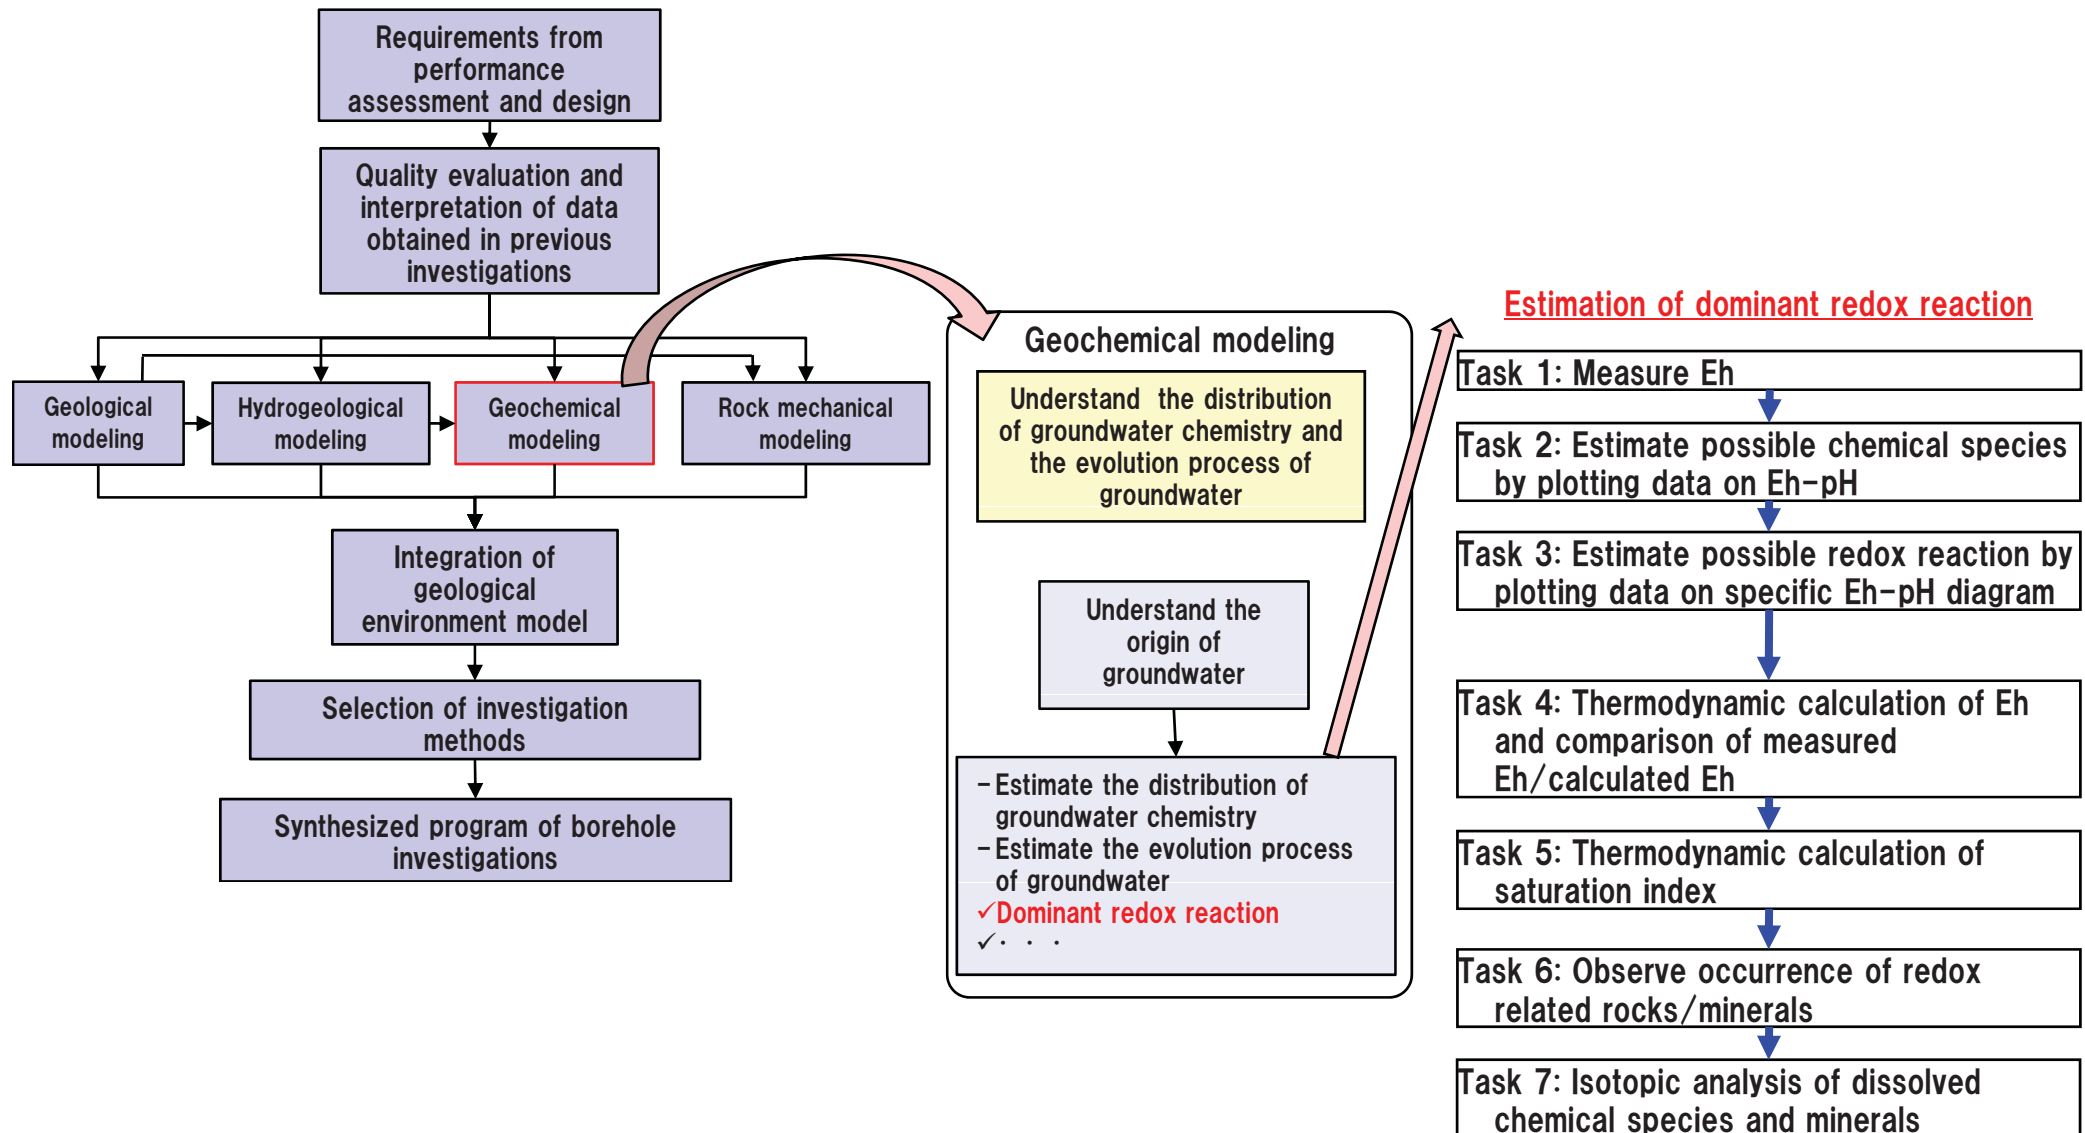 Requirements from
performance
assessment and design
Quality evaluation and
interpretation of data
obtained in previous
investigations
Geological
modeling
Hydrogeological
modeling
Geochemical
modeling
Rock mechanical
modeling
Integration of
geological
environment model
Selection of investigation
methods
Synthesized program of borehole
investigations
Geochemical modeling
Understand the distribution
of groundwater chemistry and
the evolution process of
groundwater
Understand the
origin of
groundwater
-Estimate the distribution of
groundwater chemistry
-Estimate the evolution process
of groundwater
✓Dominant redox reaction
✓· · ·
Estimation of dominant redox reaction
Task 1: Measure Eh
Task 2: Estimate possible chemical species
by plotting data on Eh-pH
Task 3: Estimate possible redox reaction by
plotting data on specific Eh-pH diagram
Task 4: Thermodynamic calculation of Eh
and comparison of measured
Eh/calculated Eh
Task 5: Thermodynamic calculation of
saturation index
Task 6: Observe occurrence of redox
related rocks/minerals
Task 7: Isotopic analysis of dissolved
chemical species and minerals